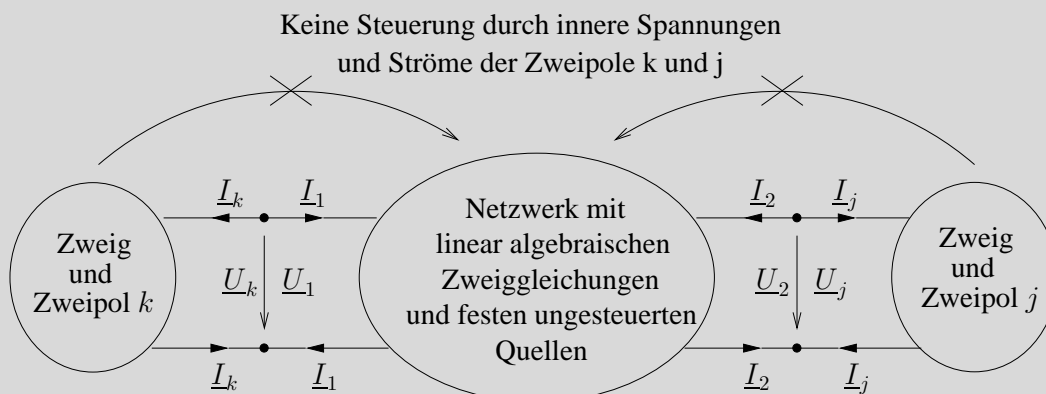 Keine Steuerung durch innere Spannungen
und Ströme der Zweipole k und j
I_k I_1 I_2 I_j
Zweig
und
Zweipol k
U_k U_1
Netzwerk mit
linear algebraischen
Zweiggleichungen
und festen ungesteuerten
Quellen
U_2 U_j
Zweig
und
Zweipol j
I_k I_1 I_2 I_j